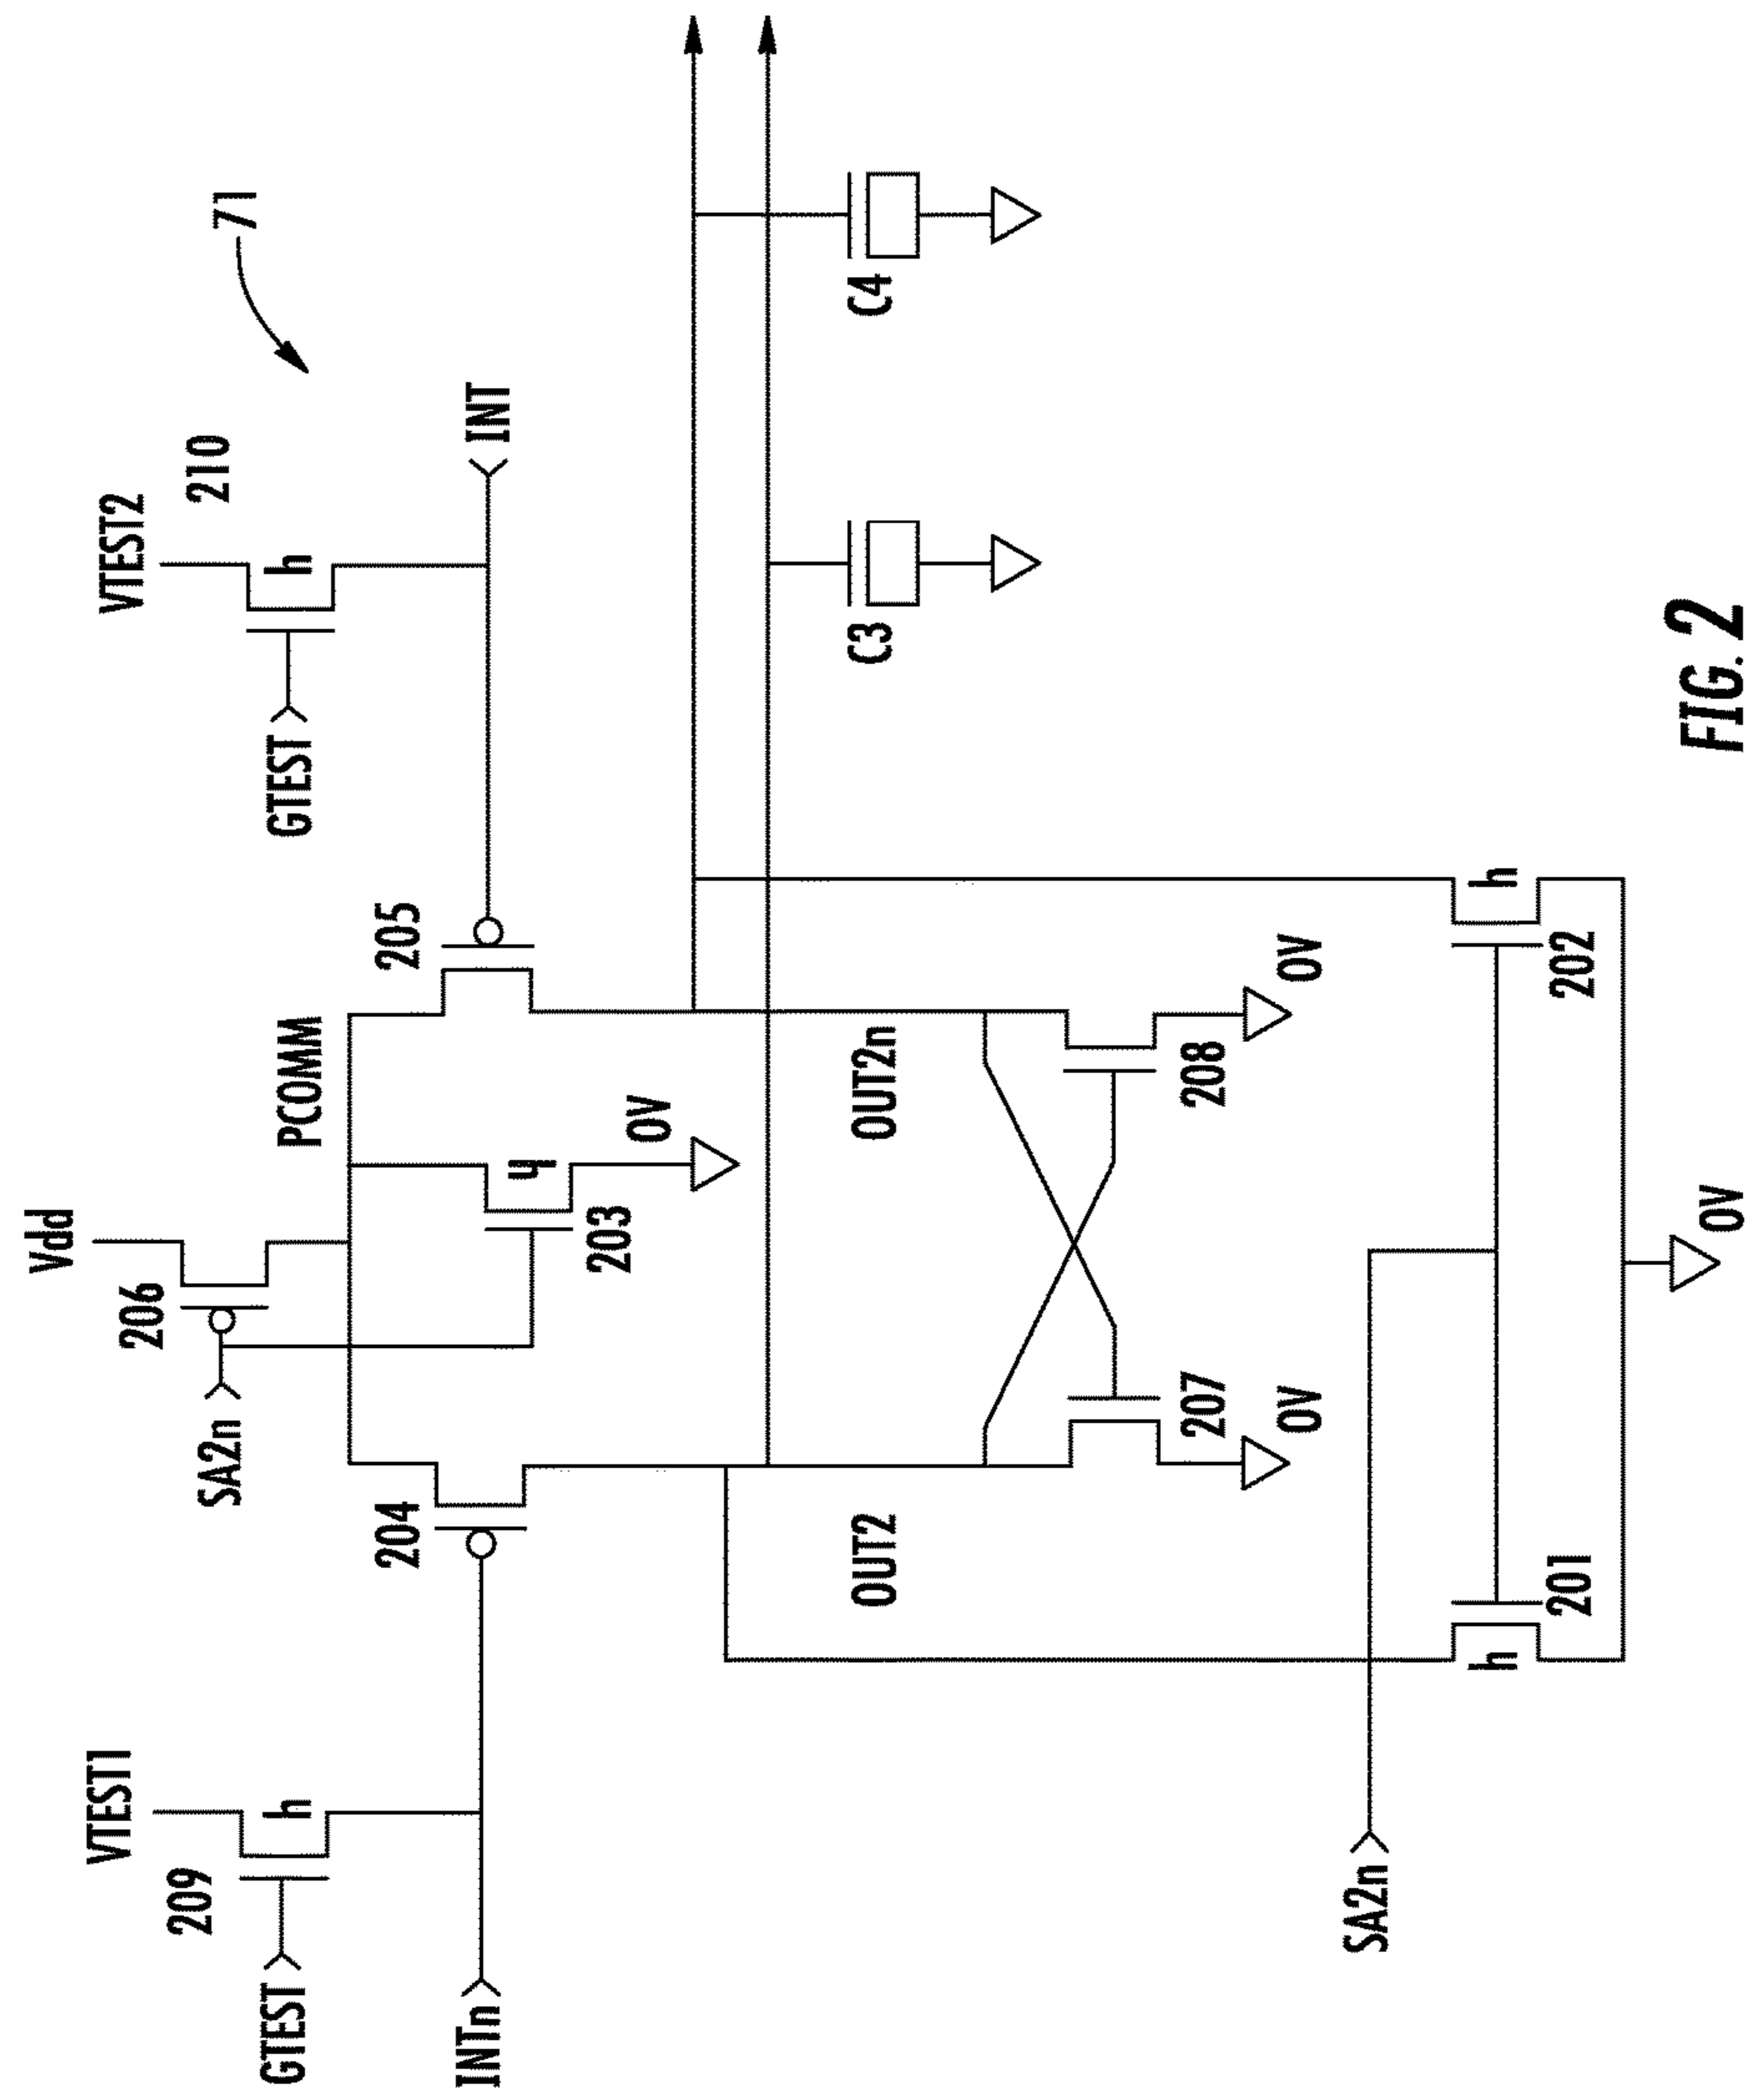 VTEST1
209
GTEST
INTn
h
Vdd
206
SA2n
204
PCOMM
203
h
0V
205
VTEST2
210
GTEST
h
INT
71
OUT2
OUT2n
C3
C4
207
0V
208
0V
SA2n
201
h
202
h
0V
FIG. 2